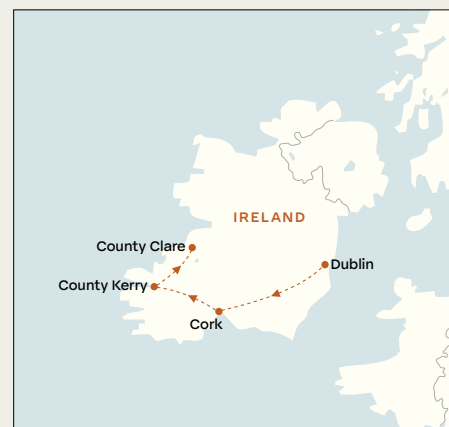 IRELAND
County Clare
Dublin
County Kerry
Cork